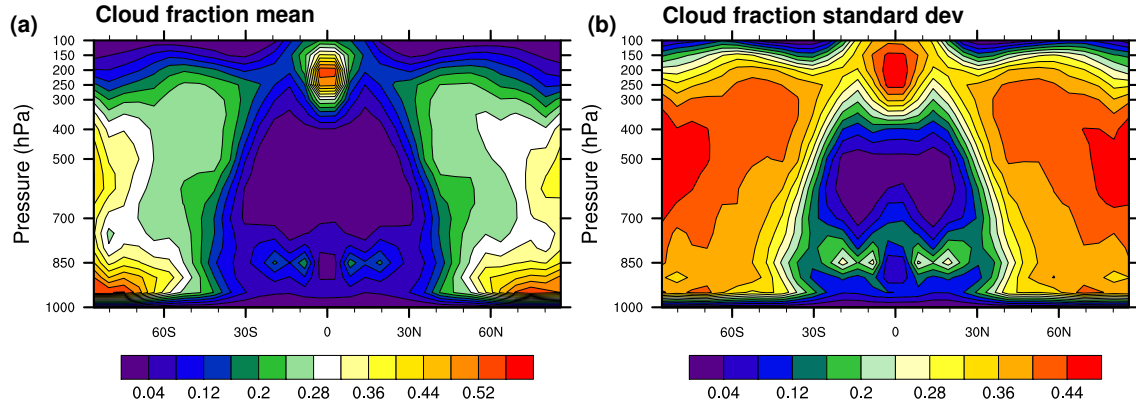 (a) Cloud fraction mean
Pressure (hPa)
100
150
200
250
300
400
500
700
850
1000
60S 30S 0 30N 60N
0.04 0.12 0.2 0.28 0.36 0.44 0.52
(b) Cloud fraction standard dev
Pressure (hPa)
100
150
200
250
300
400
500
700
850
1000
60S 30S 0 30N 60N
0.04 0.12 0.2 0.28 0.36 0.44